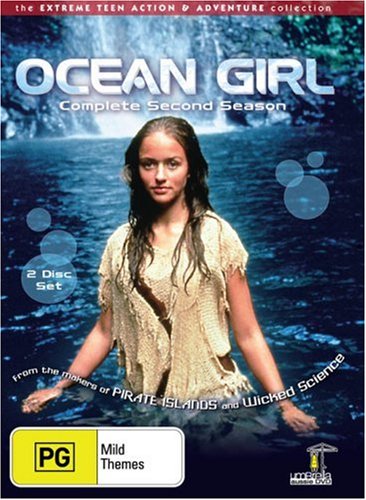 the EXTREME TEEN ACTION & ADVENTURE collection
OCEAN GIRL
Complete Second Season
2 Disc
Set
From the makers of PIRATE ISLANDS and Wicked Science
PG
Mild
Themes
umbrella
aussie DVD